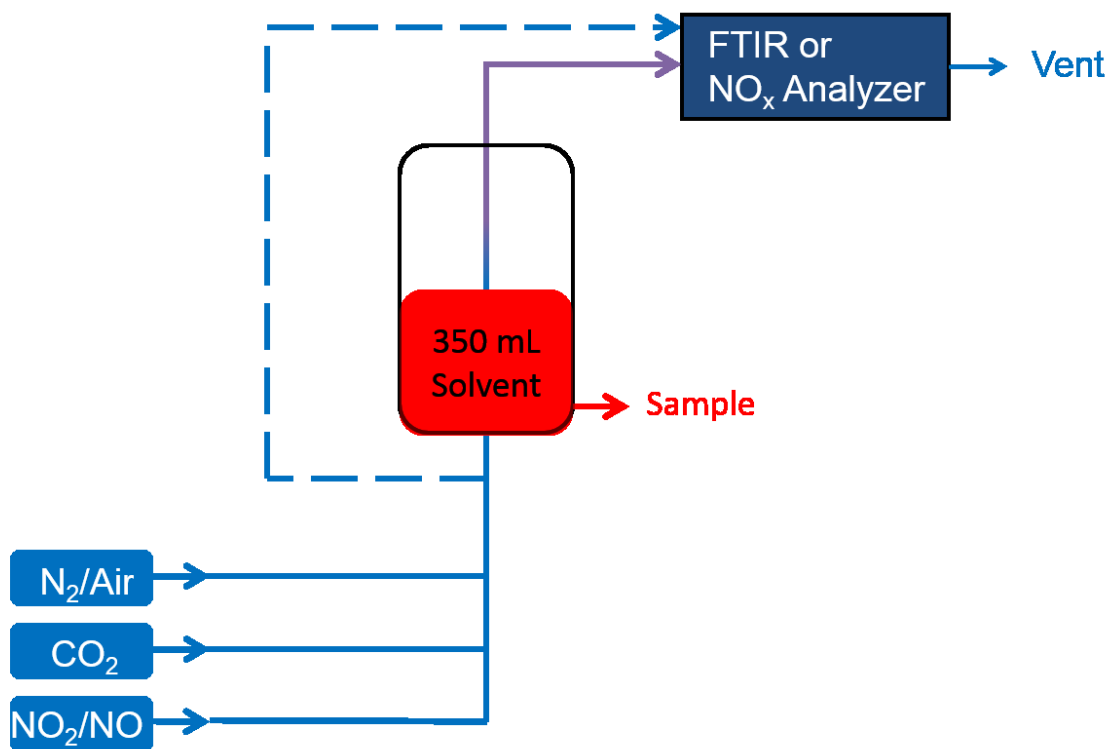 FTIR or
NOₓ Analyzer
Vent
350 mL
Solvent
Sample
N₂/Air
CO₂
NO₂/NO